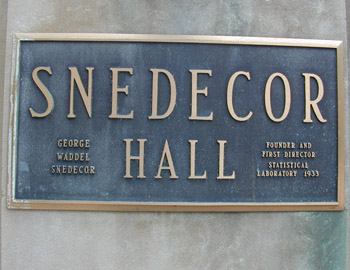 SNEDECOR
HALL
GEORGE
WADDEL
SNEDECOR
FOUNDER AND
FIRST DIRECTOR
STATISTICAL
LABORATORY 1933